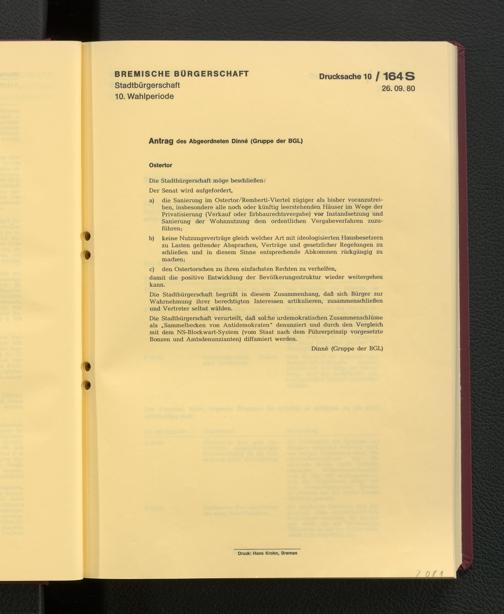 BREMISCHE BÜRGERSCHAFT
Stadtbürgerschaft
10. Wahlperiode
Drucksache 10 / 164 S
26. 09. 80
Antrag des Abgeordneten Dinné (Gruppe der BGL)
Ostertor
Die Stadtbürgerschaft möge beschließen:
Der Senat wird aufgefordert,
a) die Sanierung im Ostertor/Remberti-Viertel zügiger als bisher voranzutrei-
ben, insbesondere alle noch oder künftig leerstehenden Häuser im Wege der
Privatisierung (Verkauf oder Erbbaurechtsvergabe) vor Instandsetzung und
Sanierung der Wohnnutzung dem ordentlichen Vergabeverfahren zuzu-
führen;
b) keine Nutzungsverträge gleich welcher Art mit ideologisierten Hausbesetzern
zu Lasten geltender Absprachen, Verträge und gesetzlicher Regelungen zu
schließen und in diesem Sinne entsprechende Abkommen rückgängig zu
machen;
c) den Ostertorschen zu ihren einfachsten Rechten zu verhelfen,
damit die positive Entwicklung der Bevölkerungsstruktur wieder weitergehen
kann.
Die Stadtbürgerschaft begrüßt in diesem Zusammenhang, daß sich Bürger zur
Wahrnehmung ihrer berechtigten Interessen artikulieren, zusammenschließen
und Vertreter selbst wählen.
Die Stadtbürgerschaft verurteilt, daß solche urdemokratischen Zusammenschlüsse
als „Sammelbecken von Antidemokraten" denunziert und durch den Vergleich
mit dem NS-Blockwart-System (vom Staat nach dem Führerprinzip vorgesetzte
Bonzen und Amtsdenunzianten) diffamiert werden.
Dinné (Gruppe der BGL)
Druck: Hans Krohn, Bremen